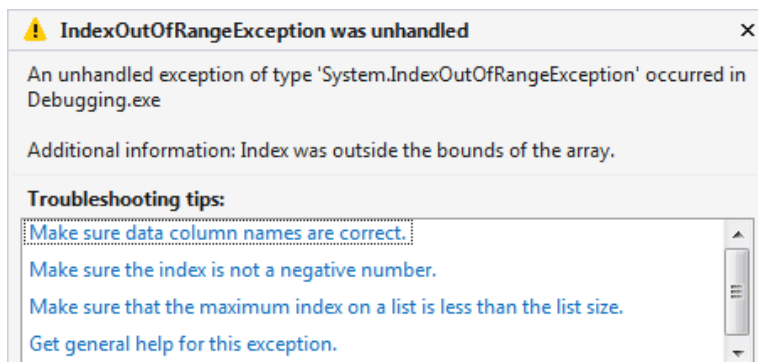 IndexOutOfRangeException was unhandled
An unhandled exception of type 'System.IndexOutOfRangeException' occurred in
Debugging.exe
Additional information: Index was outside the bounds of the array.
Troubleshooting tips:
Make sure data column names are correct.
Make sure the index is not a negative number.
Make sure that the maximum index on a list is less than the list size.
Get general help for this exception.